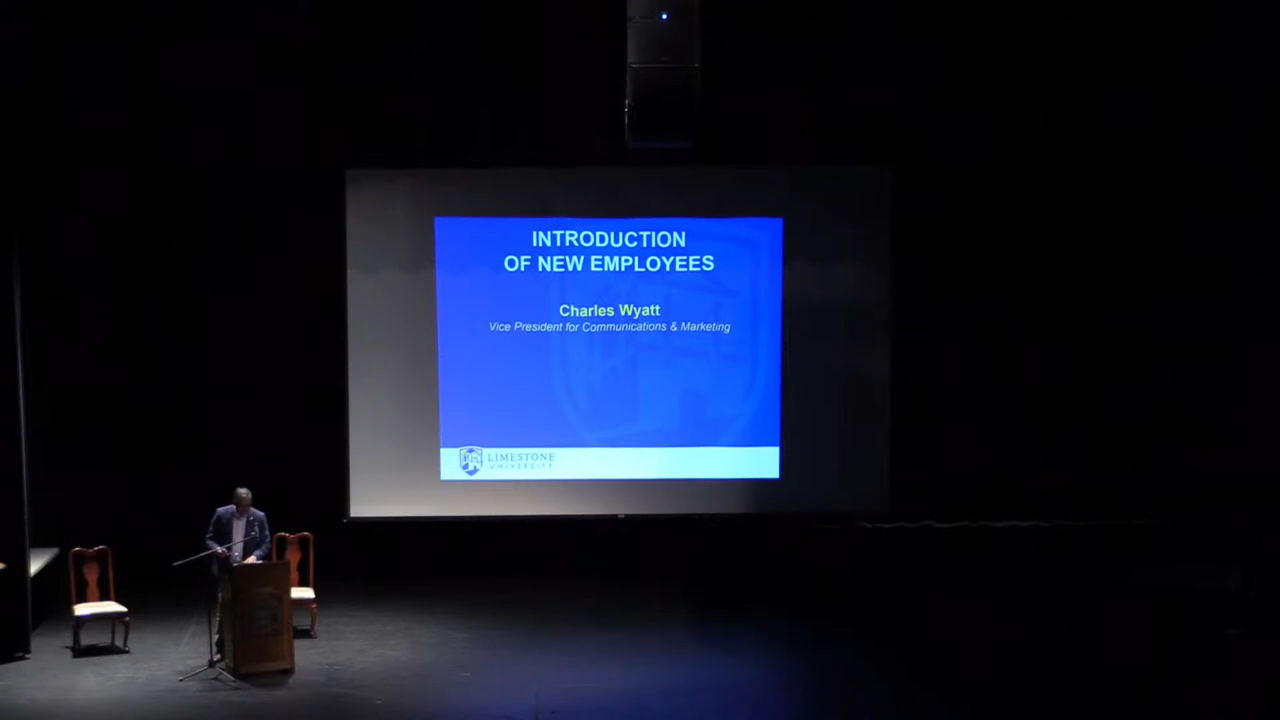 INTRODUCTION
OF NEW EMPLOYEES
Charles Wyatt
Vice President for Communications & Marketing
LIMESTONE
UNIVERSITY